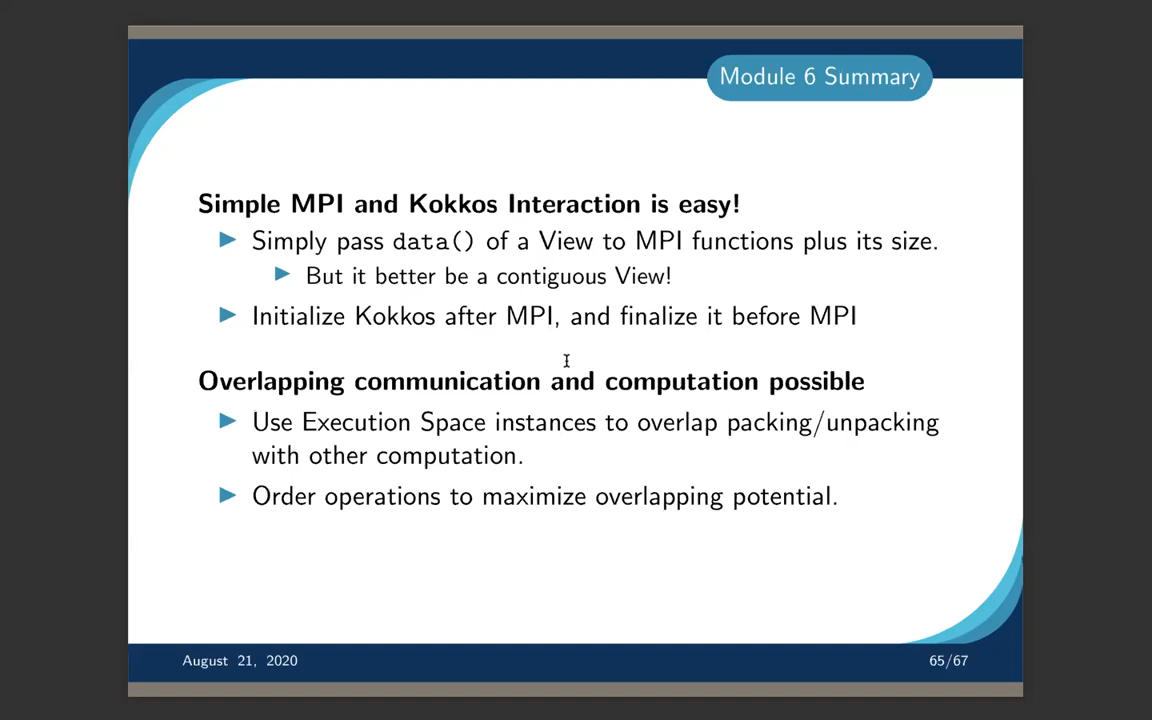 Module 6 Summary
Simple MPI and Kokkos Interaction is easy!
Simply pass data() of a View to MPI functions plus its size.
But it better be a contiguous View!
Initialize Kokkos after MPI, and finalize it before MPI
Overlapping communication and computation possible
Use Execution Space instances to overlap packing/unpacking
with other computation.
Order operations to maximize overlapping potential.
August 21, 2020
65/67